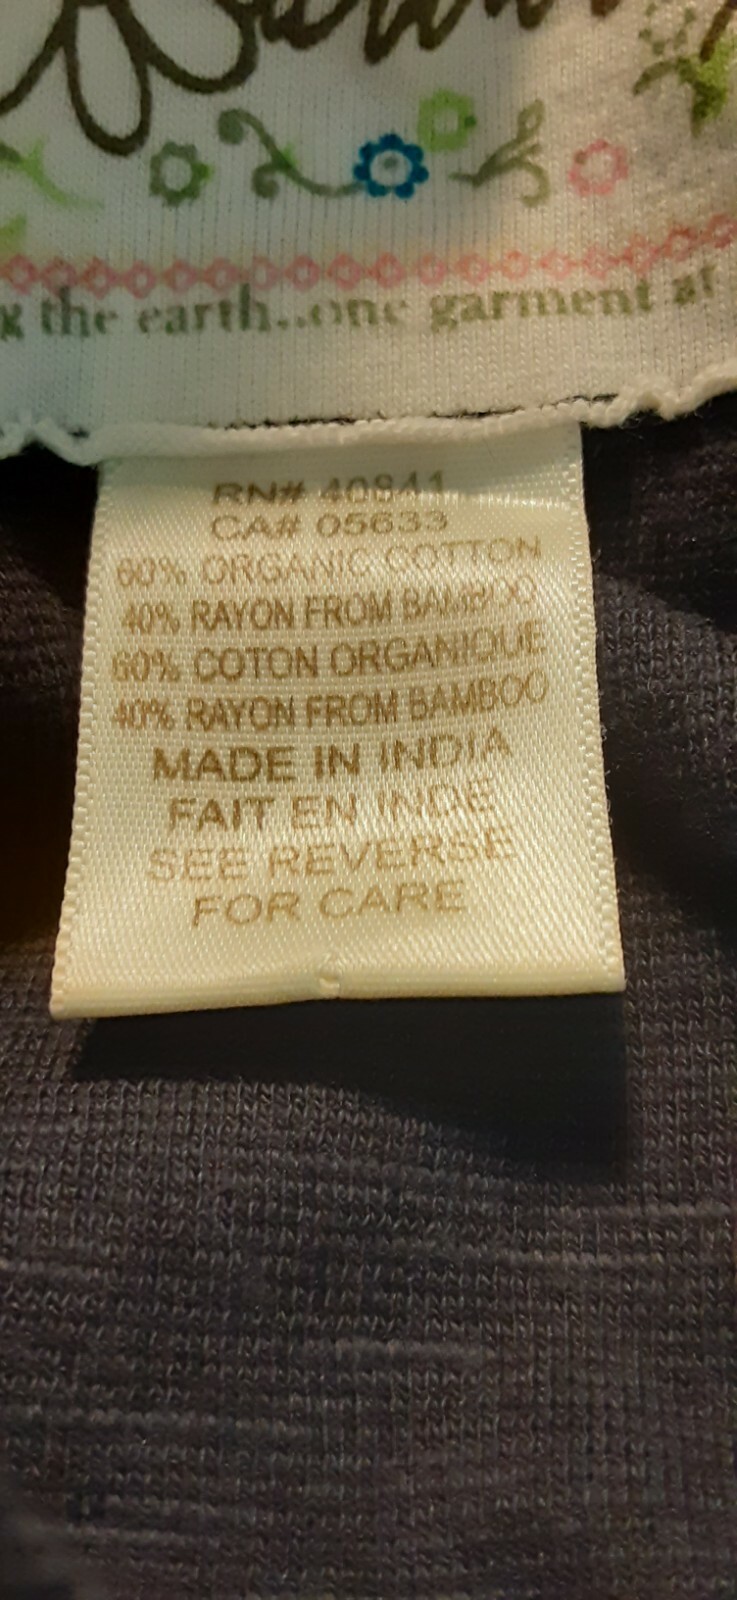 the earth..one garment at
RN# 40841
CA# 05633
60% ORGANIC COTTON
40% RAYON FROM BAMBOO
60% COTON ORGANIQUE
40% RAYON FROM BAMBOO
MADE IN INDIA
FAIT EN INDE
SEE REVERSE
FOR CARE